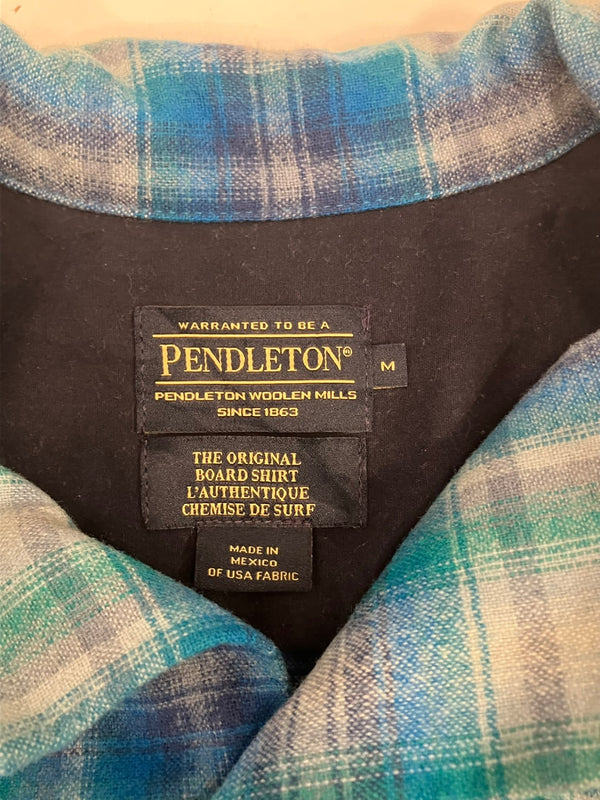 WARRANTED TO BE A
PENDLETON®
PENDLETON WOOLEN MILLS
SINCE 1863
M
THE ORIGINAL
BOARD SHIRT
L'AUTHENTIQUE
CHEMISE DE SURF
MADE IN
MEXICO
OF USA FABRIC